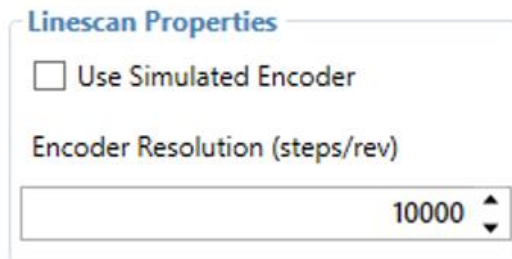 Linescan Properties
Use Simulated Encoder
Encoder Resolution (steps/rev)
10000